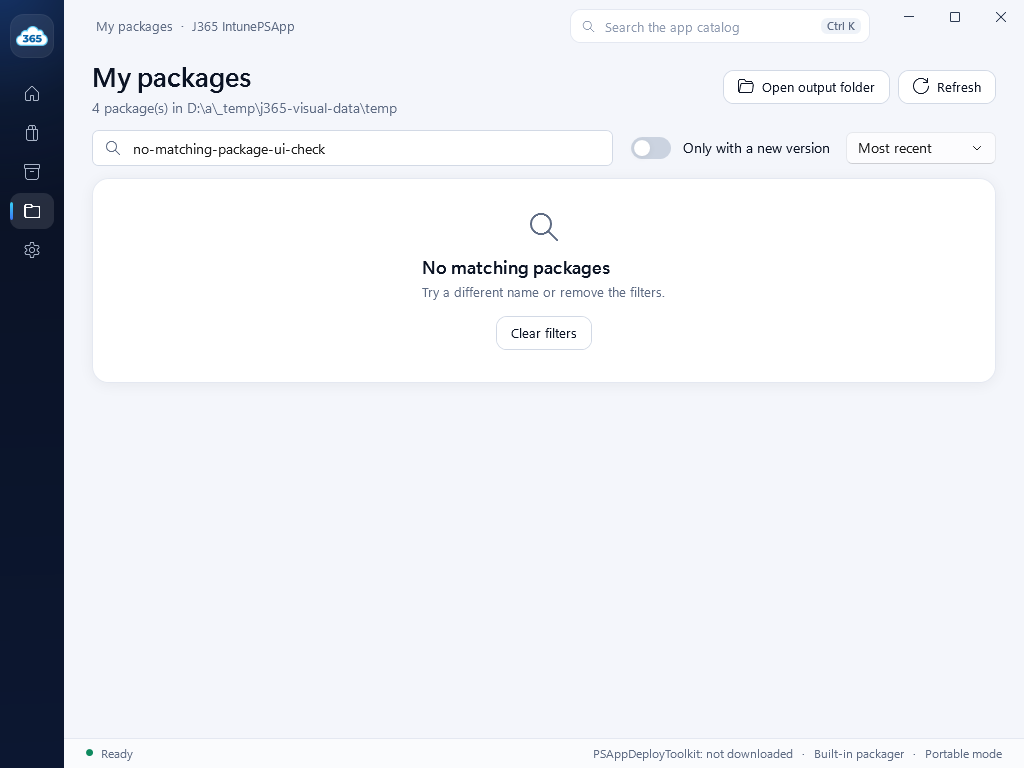 365
My packages · J365 IntunePSApp
Search the app catalog
Ctrl K
My packages
4 package(s) in D:\a\_temp\j365-visual-data\temp
Open output folder
Refresh
no-matching-package-ui-check
Only with a new version
Most recent
No matching packages
Try a different name or remove the filters.
Clear filters
Ready
PSAppDeployToolkit: not downloaded · Built-in packager · Portable mode